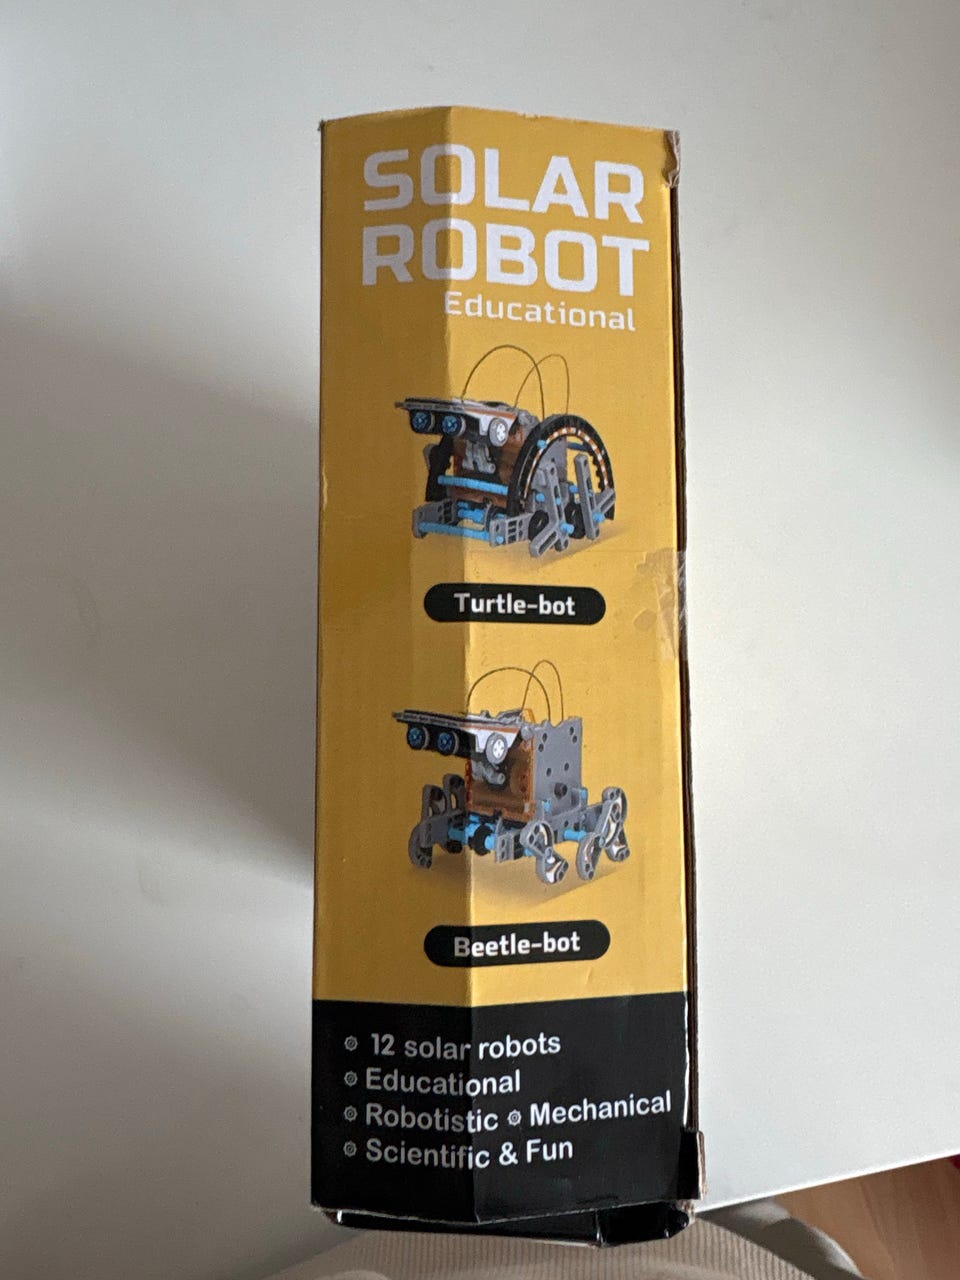 SOLAR
ROBOT
Educational
Turtle-bot
Beetle-bot
12 solar robots
Educational
Robotistic Mechanical
Scientific & Fun